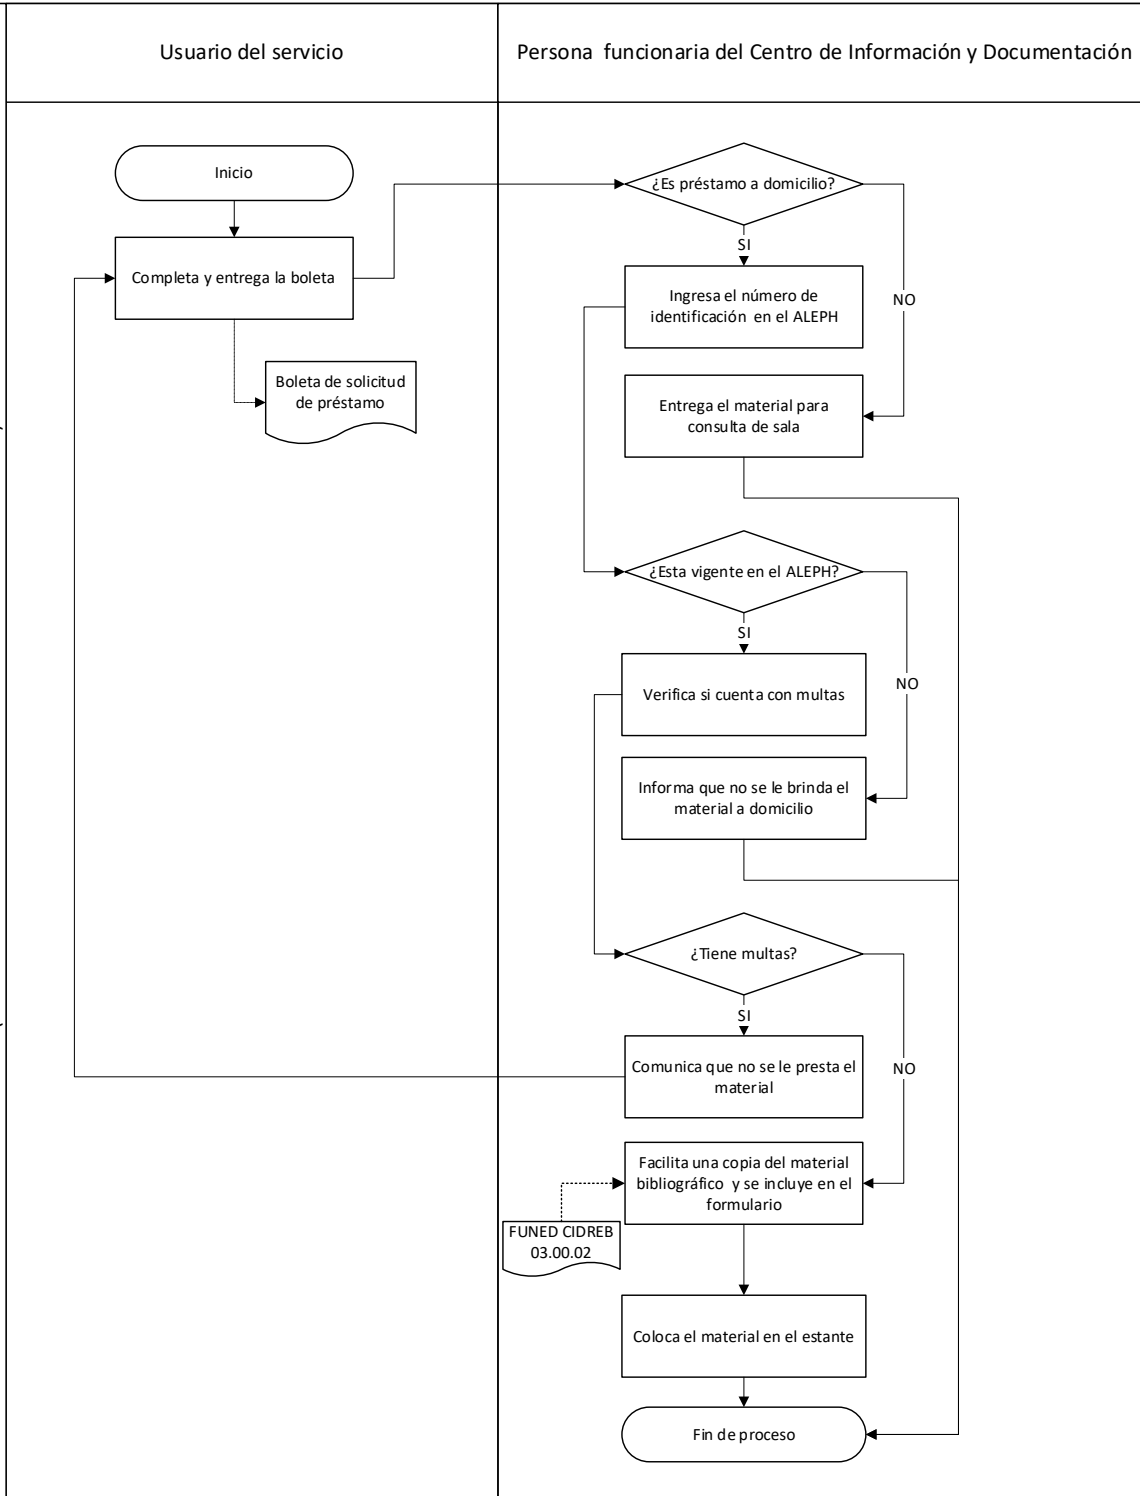 Usuario del servicio
Persona funcionaria del Centro de Información y Documentación
Inicio
Completa y entrega la boleta
Boleta de solicitud
de préstamo
¿Es préstamo a domicilio?
SI
NO
Ingresa el número de
identificación en el ALEPH
Entrega el material para
consulta de sala
¿Esta vigente en el ALEPH?
SI
NO
Verifica si cuenta con multas
Informa que no se le brinda el
material a domicilio
¿Tiene multas?
SI
NO
Comunica que no se le presta el
material
Facilita una copia del material
bibliográfico y se incluye en el
formulario
FUNED CIDREB
03.00.02
Coloca el material en el estante
Fin de proceso